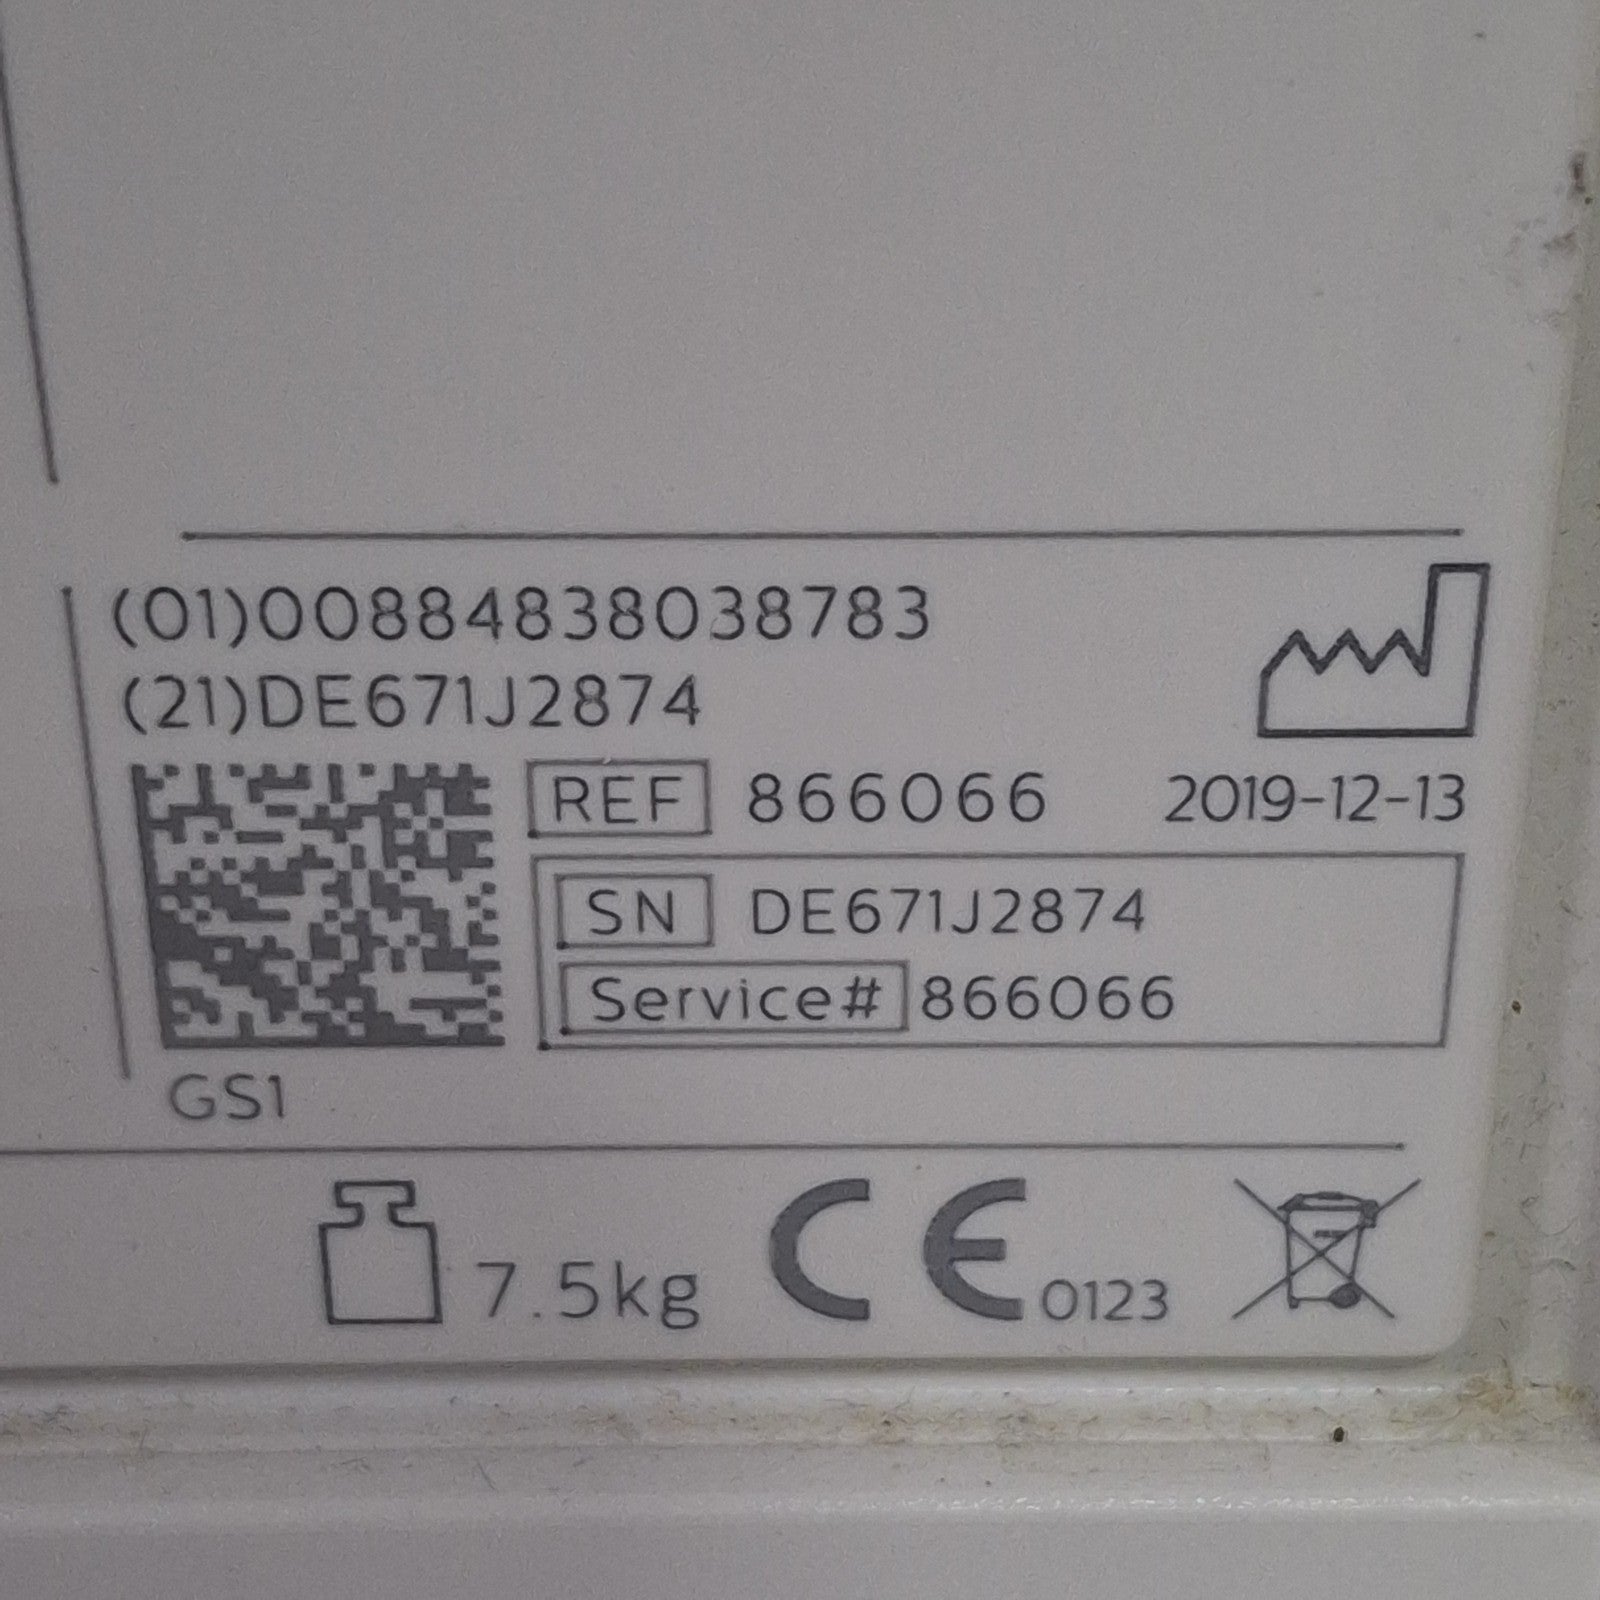 (01)00884838038783
(21)DE671J2874
REF 866066 2019-12-13
SN DE671J2874
Service# 866066
GS1
7.5kg CE 0123